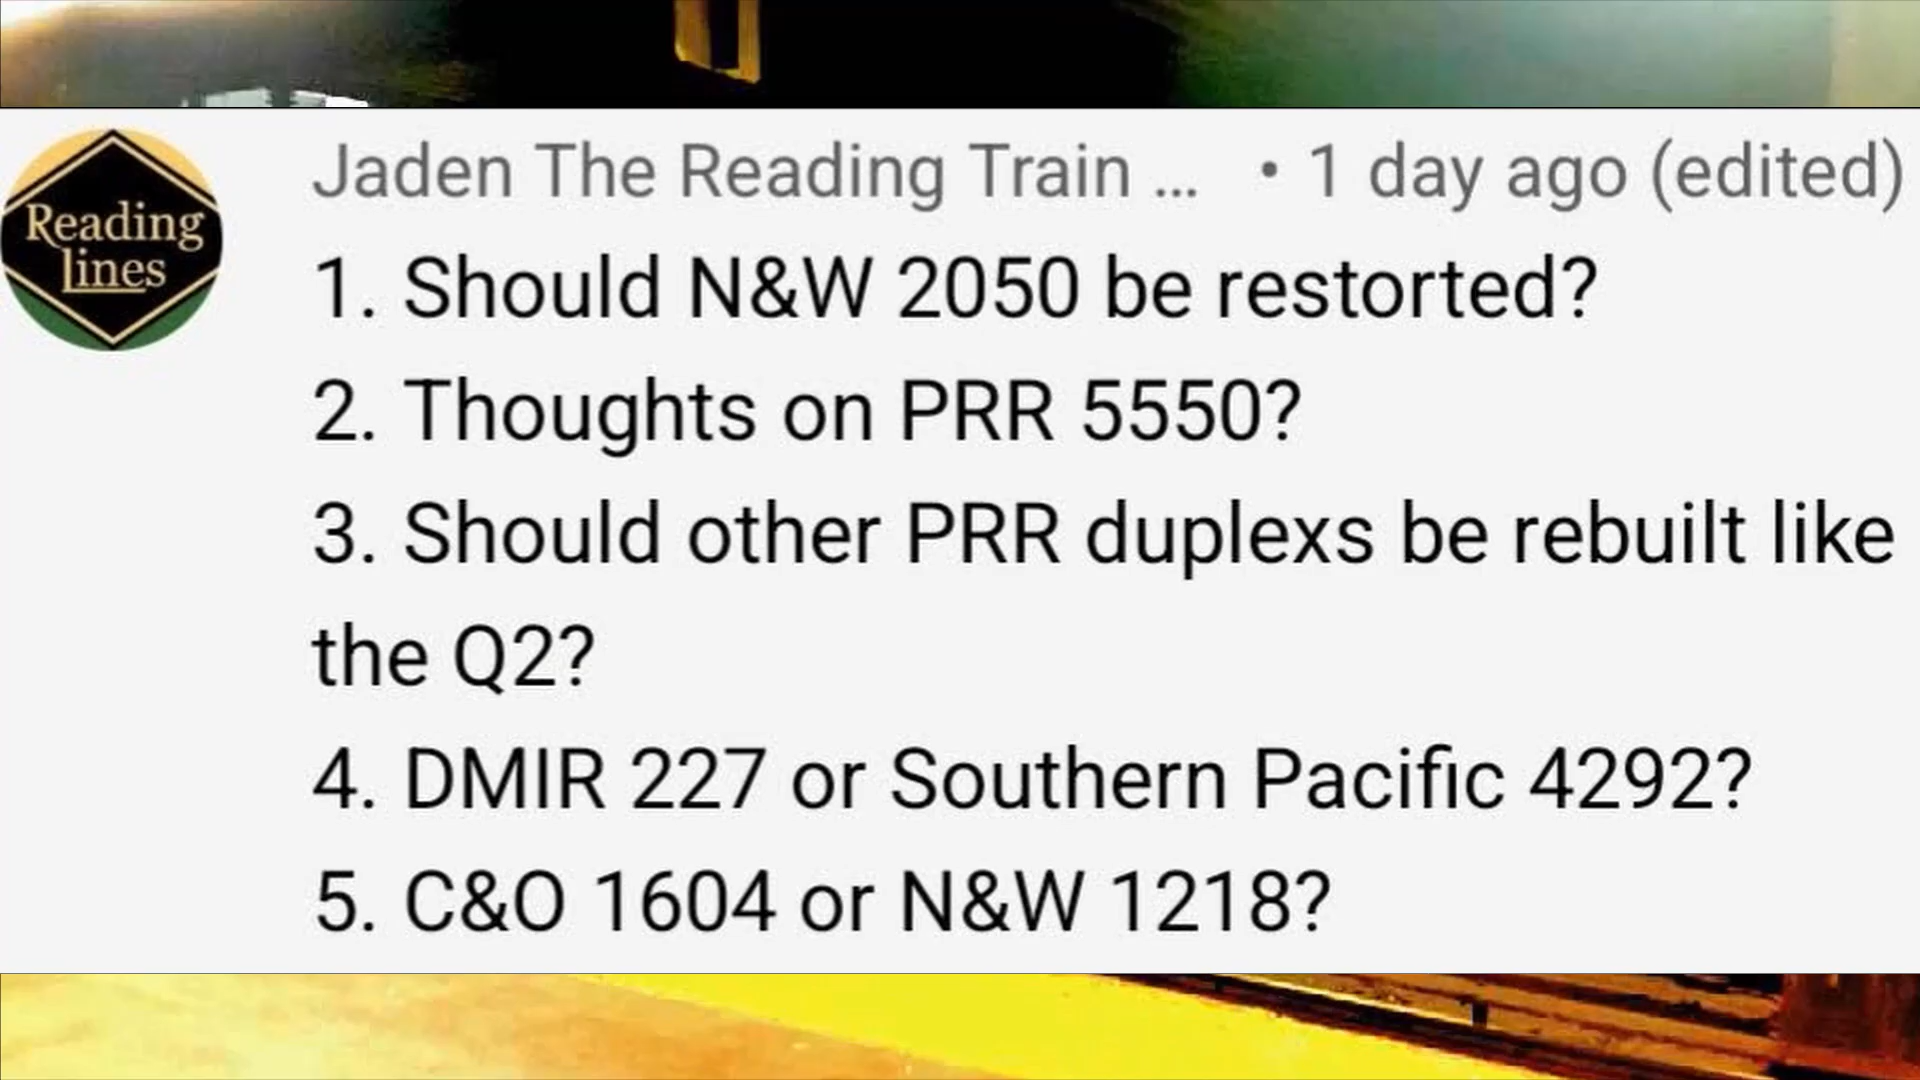 Reading
Lines
Jaden The Reading Train ... • 1 day ago (edited)
1. Should N&W 2050 be restorted?
2. Thoughts on PRR 5550?
3. Should other PRR duplexs be rebuilt like
the Q2?
4. DMIR 227 or Southern Pacific 4292?
5. C&O 1604 or N&W 1218?